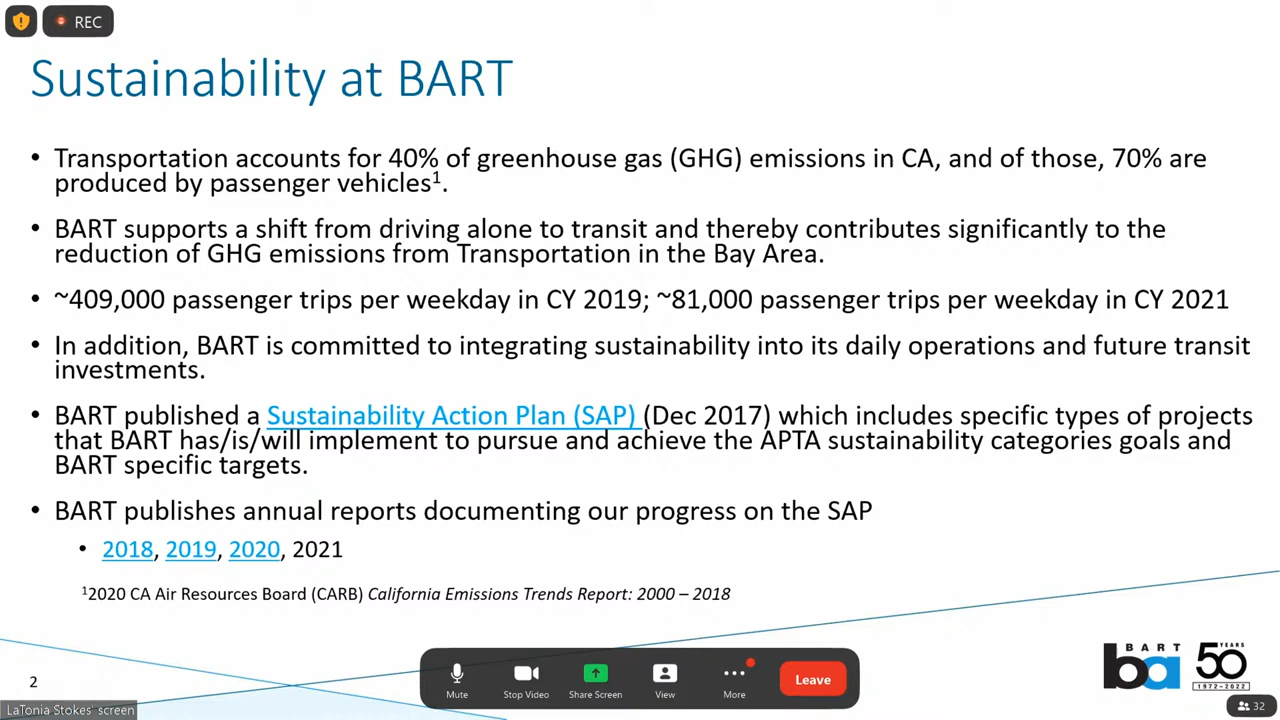 REC
Sustainability at BART
• Transportation accounts for 40% of greenhouse gas (GHG) emissions in CA, and of those, 70% are
produced by passenger vehicles¹.
• BART supports a shift from driving alone to transit and thereby contributes significantly to the
reduction of GHG emissions from Transportation in the Bay Area.
• ~409,000 passenger trips per weekday in CY 2019; ~81,000 passenger trips per weekday in CY 2021
• In addition, BART is committed to integrating sustainability into its daily operations and future transit
investments.
• BART published a Sustainability Action Plan (SAP) (Dec 2017) which includes specific types of projects
that BART has/is/will implement to pursue and achieve the APTA sustainability categories goals and
BART specific targets.
• BART publishes annual reports documenting our progress on the SAP
• 2018, 2019, 2020, 2021
¹2020 CA Air Resources Board (CARB) California Emissions Trends Report: 2000 – 2018
BART
ba 50 YEARS
1972-2022
2
Mute Stop Video Share Screen View More Leave
LaTonia Stokes' screen
32